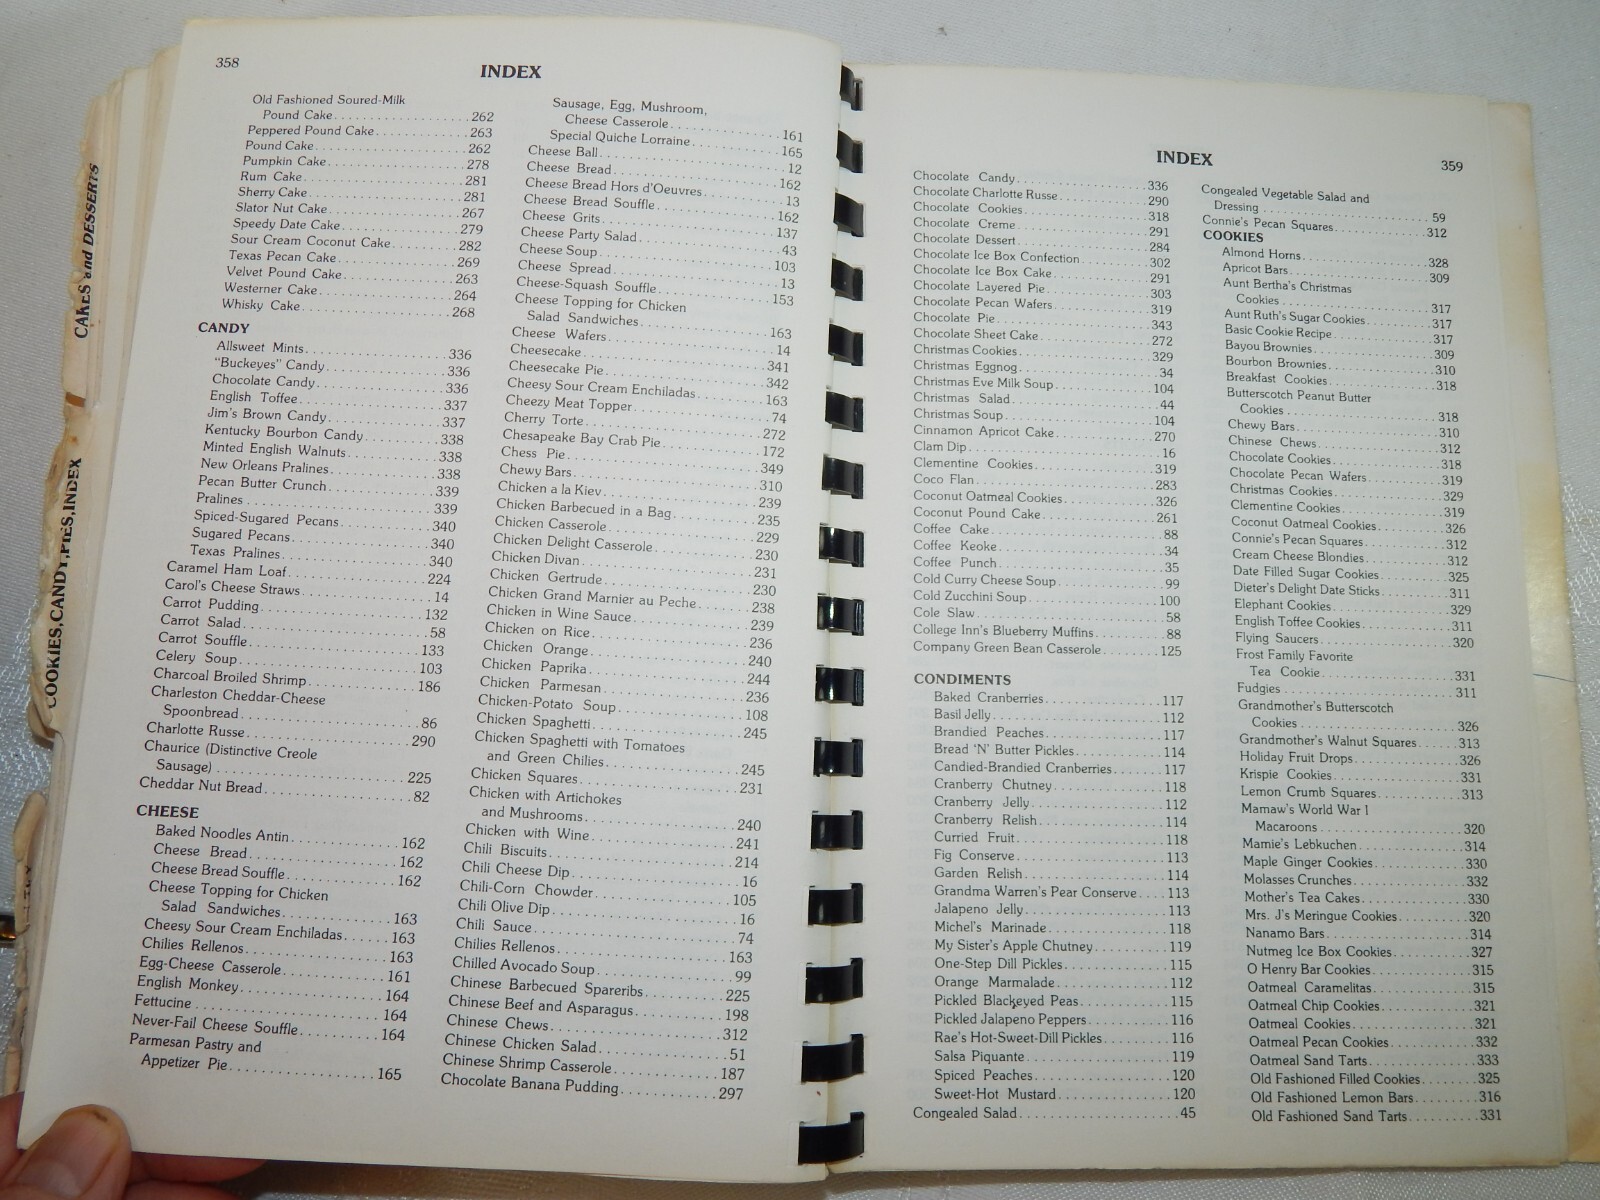 CAKES and DESSERTS
COOKIES,CANDY,PIES,INDEX
358
INDEX
Old Fashioned Soured-Milk
Pound Cake . . . 262
Peppered Pound Cake . . . 263
Pound Cake . . . 262
Pumpkin Cake . . . 278
Rum Cake . . . 281
Sherry Cake . . . 281
Slator Nut Cake . . . 267
Speedy Date Cake . . . 279
Sour Cream Coconut Cake . . . 282
Texas Pecan Cake . . . 269
Velvet Pound Cake . . . 263
Westerner Cake . . . 264
Whisky Cake . . . 268
CANDY
Allsweet Mints . . . 336
"Buckeyes" Candy . . . 336
Chocolate Candy . . . 336
English Toffee . . . 337
Jim's Brown Candy . . . 337
Kentucky Bourbon Candy . . . 338
Minted English Walnuts . . . 338
New Orleans Pralines . . . 338
Pecan Butter Crunch . . . 339
Pralines . . . 339
Spiced-Sugared Pecans . . . 340
Sugared Pecans . . . 340
Texas Pralines . . . 340
Caramel Ham Loaf . . . 224
Carol's Cheese Straws . . . 14
Carrot Pudding . . . 132
Carrot Salad . . . 58
Carrot Souffle . . . 133
Celery Soup . . . 103
Charcoal Broiled Shrimp . . . 186
Charleston Cheddar-Cheese
Spoonbread . . . 86
Charlotte Russe . . . 290
Chaurice (Distinctive Creole
Sausage) . . . 225
Cheddar Nut Bread . . . 82
CHEESE
Baked Noodles Antin . . . 162
Cheese Bread . . . 162
Cheese Bread Souffle . . . 162
Cheese Topping for Chicken
Salad Sandwiches . . . 163
Cheesy Sour Cream Enchiladas . . . 163
Chilies Rellenos . . . 163
Egg-Cheese Casserole . . . 161
English Monkey . . . 164
Fettucine . . . 164
Never-Fail Cheese Souffle . . . 164
Parmesan Pastry and
Appetizer Pie . . . 165
Sausage, Egg, Mushroom,
Cheese Casserole . . . 161
Special Quiche Lorraine . . . 165
Cheese Ball . . . 12
Cheese Bread . . . 162
Cheese Bread Hors d'Oeuvres . . . 13
Cheese Bread Souffle . . . 162
Cheese Grits . . . 137
Cheese Party Salad . . . 43
Cheese Soup . . . 103
Cheese Spread . . . 13
Cheese-Squash Souffle . . . 153
Cheese Topping for Chicken
Salad Sandwiches . . . 163
Cheese Wafers . . . 14
Cheesecake . . . 341
Cheesecake Pie . . . 342
Cheesy Sour Cream Enchiladas . . . 163
Cheezy Meat Topper . . . 74
Cherry Torte . . . 272
Chesapeake Bay Crab Pie . . . 172
Chess Pie . . . 349
Chewy Bars . . . 310
Chicken a la Kiev . . . 239
Chicken Barbecued in a Bag . . . 235
Chicken Casserole . . . 229
Chicken Delight Casserole . . . 230
Chicken Divan . . . 231
Chicken Gertrude . . . 230
Chicken Grand Marnier au Peche . . . 238
Chicken in Wine Sauce . . . 239
Chicken on Rice . . . 236
Chicken Orange . . . 240
Chicken Paprika . . . 244
Chicken Parmesan . . . 236
Chicken-Potato Soup . . . 108
Chicken Spaghetti . . . 245
Chicken Spaghetti with Tomatoes
and Green Chilies . . . 245
Chicken Squares . . . 231
Chicken with Artichokes
and Mushrooms . . . 240
Chicken with Wine . . . 241
Chili Biscuits . . . 214
Chili Cheese Dip . . . 16
Chili-Corn Chowder . . . 105
Chili Olive Dip . . . 16
Chili Sauce . . . 74
Chilies Rellenos . . . 163
Chilled Avocado Soup . . . 99
Chinese Barbecued Spareribs . . . 225
Chinese Beef and Asparagus . . . 198
Chinese Chews . . . 312
Chinese Chicken Salad . . . 51
Chinese Shrimp Casserole . . . 187
Chocolate Banana Pudding . . . 297
INDEX
359
Chocolate Candy . . . 336
Chocolate Charlotte Russe . . . 290
Chocolate Cookies . . . 318
Chocolate Creme . . . 291
Chocolate Dessert . . . 284
Chocolate Ice Box Confection . . . 302
Chocolate Ice Box Cake . . . 291
Chocolate Layered Pie . . . 303
Chocolate Pecan Wafers . . . 319
Chocolate Pie . . . 343
Chocolate Sheet Cake . . . 272
Christmas Cookies . . . 329
Christmas Eggnog . . . 34
Christmas Eve Milk Soup . . . 104
Christmas Salad . . . 44
Christmas Soup . . . 104
Cinnamon Apricot Cake . . . 270
Clam Dip . . . 16
Clementine Cookies . . . 319
Coco Flan . . . 283
Coconut Oatmeal Cookies . . . 326
Coconut Pound Cake . . . 261
Coffee Cake . . . 88
Coffee Keoke . . . 34
Coffee Punch . . . 35
Cold Curry Cheese Soup . . . 99
Cold Zucchini Soup . . . 100
Cole Slaw . . . 58
College Inn's Blueberry Muffins . . . 88
Company Green Bean Casserole . . . 125
CONDIMENTS
Baked Cranberries . . . 117
Basil Jelly . . . 112
Brandied Peaches . . . 117
Bread 'N' Butter Pickles . . . 114
Candied-Brandied Cranberries . . . 117
Cranberry Chutney . . . 118
Cranberry Jelly . . . 112
Cranberry Relish . . . 114
Curried Fruit . . . 118
Fig Conserve . . . 113
Garden Relish . . . 114
Grandma Warren's Pear Conserve . . . 113
Jalapeno Jelly . . . 113
Michel's Marinade . . . 118
My Sister's Apple Chutney . . . 119
One-Step Dill Pickles . . . 115
Orange Marmalade . . . 112
Pickled Blackeyed Peas . . . 115
Pickled Jalapeno Peppers . . . 116
Rae's Hot-Sweet-Dill Pickles . . . 116
Salsa Piquante . . . 119
Spiced Peaches . . . 120
Sweet-Hot Mustard . . . 120
Congealed Salad . . . 45
Congealed Vegetable Salad and
Dressing . . . 59
Connie's Pecan Squares . . . 312
COOKIES
Almond Horns . . . 328
Apricot Bars . . . 309
Aunt Bertha's Christmas
Cookies . . . 317
Aunt Ruth's Sugar Cookies . . . 317
Basic Cookie Recipe . . . 317
Bayou Brownies . . . 309
Bourbon Brownies . . . 310
Breakfast Cookies . . . 318
Butterscotch Peanut Butter
Cookies . . . 318
Chewy Bars . . . 310
Chinese Chews . . . 312
Chocolate Cookies . . . 318
Chocolate Pecan Wafers . . . 319
Christmas Cookies . . . 329
Clementine Cookies . . . 319
Coconut Oatmeal Cookies . . . 326
Connie's Pecan Squares . . . 312
Cream Cheese Blondies . . . 312
Date Filled Sugar Cookies . . . 325
Dieter's Delight Date Sticks . . . 311
Elephant Cookies . . . 329
English Toffee Cookies . . . 311
Flying Saucers . . . 320
Frost Family Favorite
Tea Cookie . . . 331
Fudgies . . . 311
Grandmother's Butterscotch
Cookies . . . 326
Grandmother's Walnut Squares . . . 313
Holiday Fruit Drops . . . 326
Krispie Cookies . . . 331
Lemon Crumb Squares . . . 313
Mamaw's World War I
Macaroons . . . 320
Mamie's Lebkuchen . . . 314
Maple Ginger Cookies . . . 330
Molasses Crunches . . . 332
Mother's Tea Cakes . . . 330
Mrs. J's Meringue Cookies . . . 320
Nanamo Bars . . . 314
Nutmeg Ice Box Cookies . . . 327
O Henry Bar Cookies . . . 315
Oatmeal Caramelitas . . . 315
Oatmeal Chip Cookies . . . 321
Oatmeal Cookies . . . 321
Oatmeal Pecan Cookies . . . 332
Oatmeal Sand Tarts . . . 333
Old Fashioned Filled Cookies . . . 325
Old Fashioned Lemon Bars . . . 316
Old Fashioned Sand Tarts . . . 331